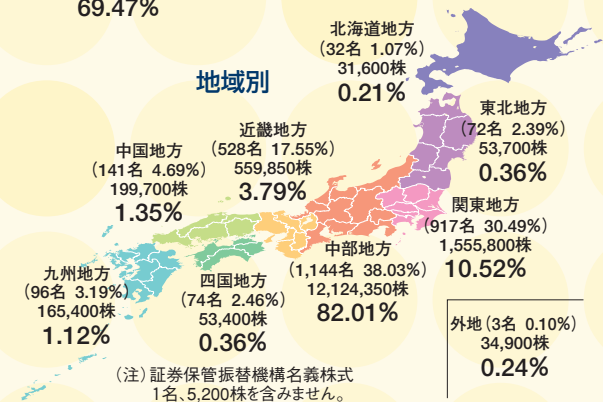 69.47%
地域別
北海道地方
(32名 1.07%)
31,600株
0.21%
東北地方
(72名 2.39%)
53,700株
0.36%
近畿地方
(528名 17.55%)
559,850株
3.79%
中国地方
(141名 4.69%)
199,700株
1.35%
関東地方
(917名 30.49%)
1,555,800株
10.52%
中部地方
(1,144名 38.03%)
12,124,350株
82.01%
九州地方
(96名 3.19%)
165,400株
1.12%
四国地方
(74名 2.46%)
53,400株
0.36%
外地(3名 0.10%)
34,900株
0.24%
(注)証券保管振替機構名義株式
1名、5,200株を含みません。